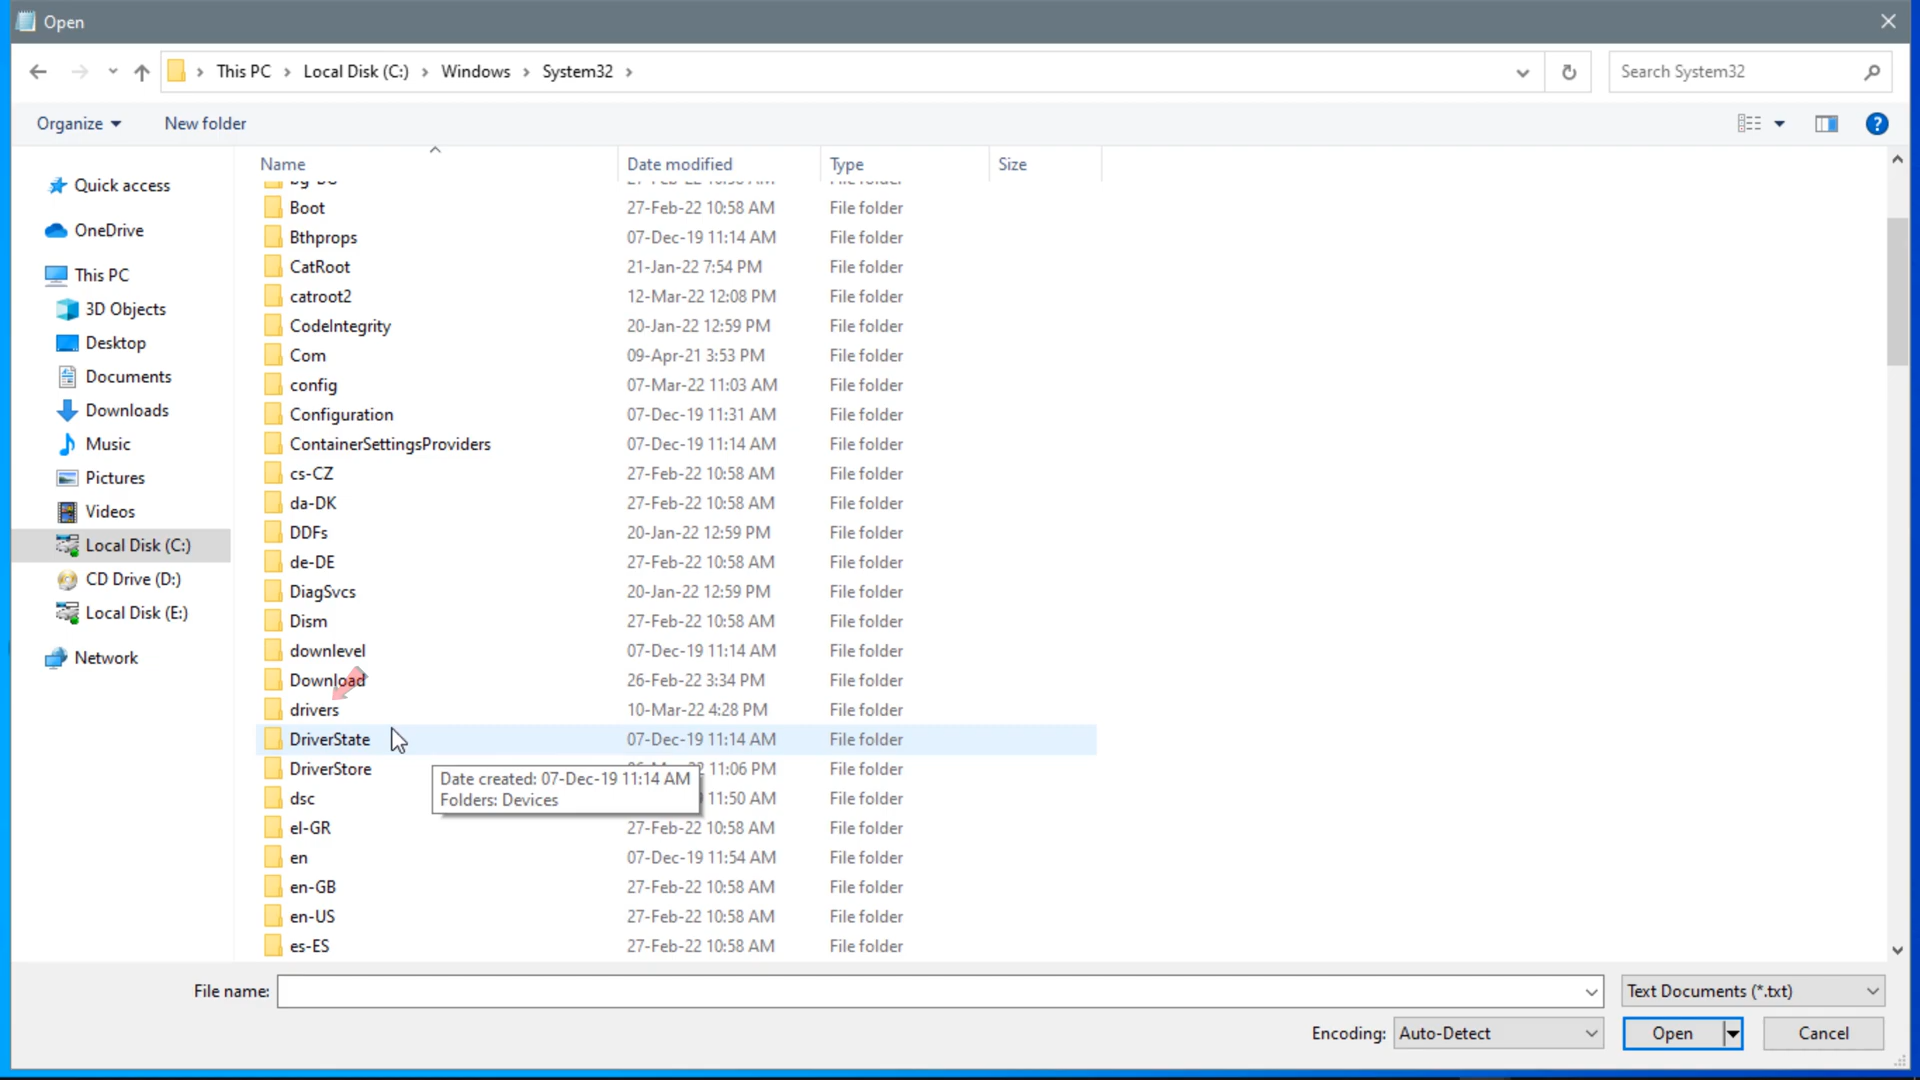 Open
This PC > Local Disk (C:) > Windows > System32 >
Search System32
Organize
New folder
Name
Date modified
Type
Size
Quick access
OneDrive
This PC
3D Objects
Desktop
Documents
Downloads
Music
Pictures
Videos
Local Disk (C:)
CD Drive (D:)
Local Disk (E:)
Network
Boot 27-Feb-22 10:58 AM File folder
Bthprops 07-Dec-19 11:14 AM File folder
CatRoot 21-Jan-22 7:54 PM File folder
catroot2 12-Mar-22 12:08 PM File folder
CodeIntegrity 20-Jan-22 12:59 PM File folder
Com 09-Apr-21 3:53 PM File folder
config 07-Mar-22 11:03 AM File folder
Configuration 07-Dec-19 11:31 AM File folder
ContainerSettingsProviders 07-Dec-19 11:14 AM File folder
cs-CZ 27-Feb-22 10:58 AM File folder
da-DK 27-Feb-22 10:58 AM File folder
DDFs 20-Jan-22 12:59 PM File folder
de-DE 27-Feb-22 10:58 AM File folder
DiagSvcs 20-Jan-22 12:59 PM File folder
Dism 27-Feb-22 10:58 AM File folder
downlevel 07-Dec-19 11:14 AM File folder
Download 26-Feb-22 3:34 PM File folder
drivers 10-Mar-22 4:28 PM File folder
DriverState 07-Dec-19 11:14 AM File folder
DriverStore 11:06 PM File folder
Date created: 07-Dec-19 11:14 AM
Folders: Devices
dsc 11:50 AM File folder
el-GR 27-Feb-22 10:58 AM File folder
en 07-Dec-19 11:54 AM File folder
en-GB 27-Feb-22 10:58 AM File folder
en-US 27-Feb-22 10:58 AM File folder
es-ES 27-Feb-22 10:58 AM File folder
File name:
Text Documents (*.txt)
Encoding: Auto-Detect
Open
Cancel